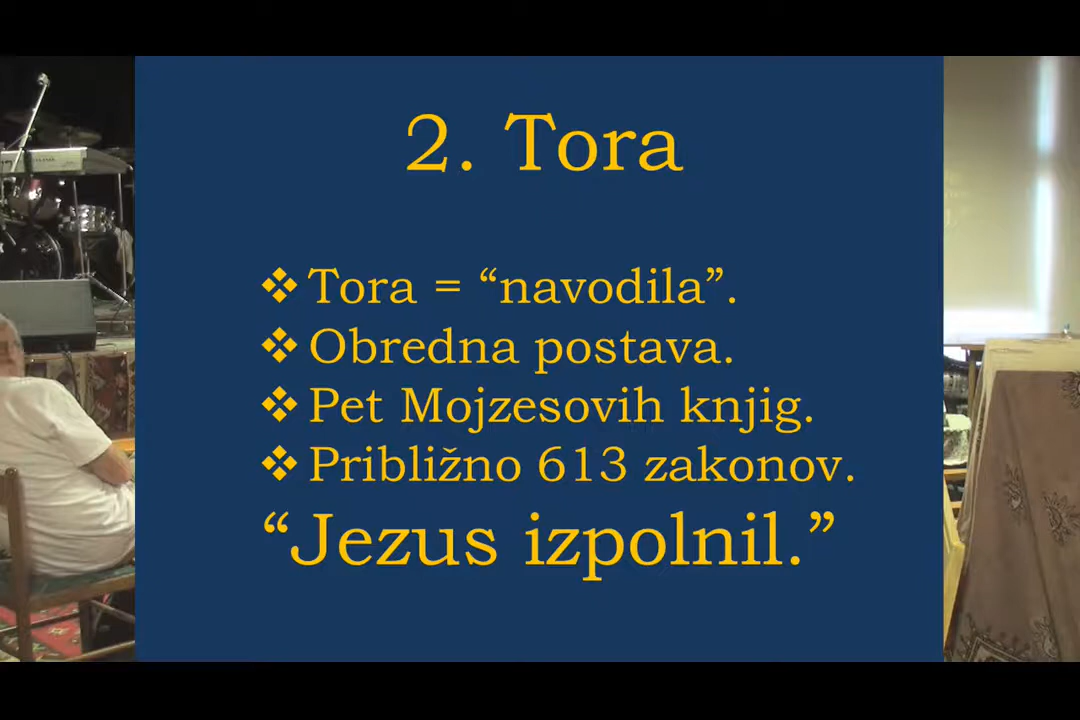 2. Tora
❖ Tora = “navodila”.
❖ Obredna postava.
❖ Pet Mojzesovih knjig.
❖ Približno 613 zakonov.
“Jezus izpolnil.”